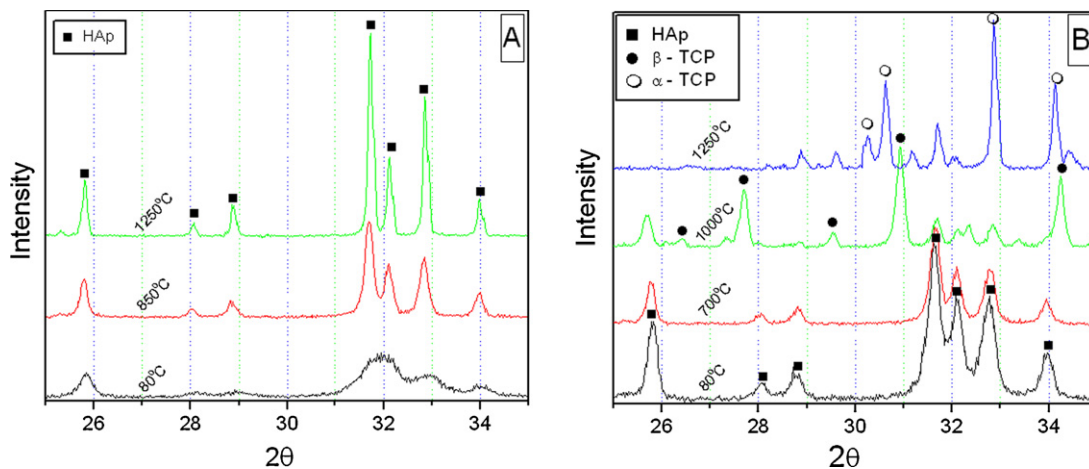 HAp
A
1250°C
850°C
80°C
Intensity
26 28 30 32 34
2θ
HAp
β - TCP
α - TCP
B
1250°C
1000°C
700°C
80°C
Intensity
26 28 30 32 34
2θ